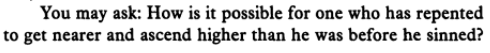 You may ask: How is it possible for one who has repented
to get nearer and ascend higher than he was before he sinned?